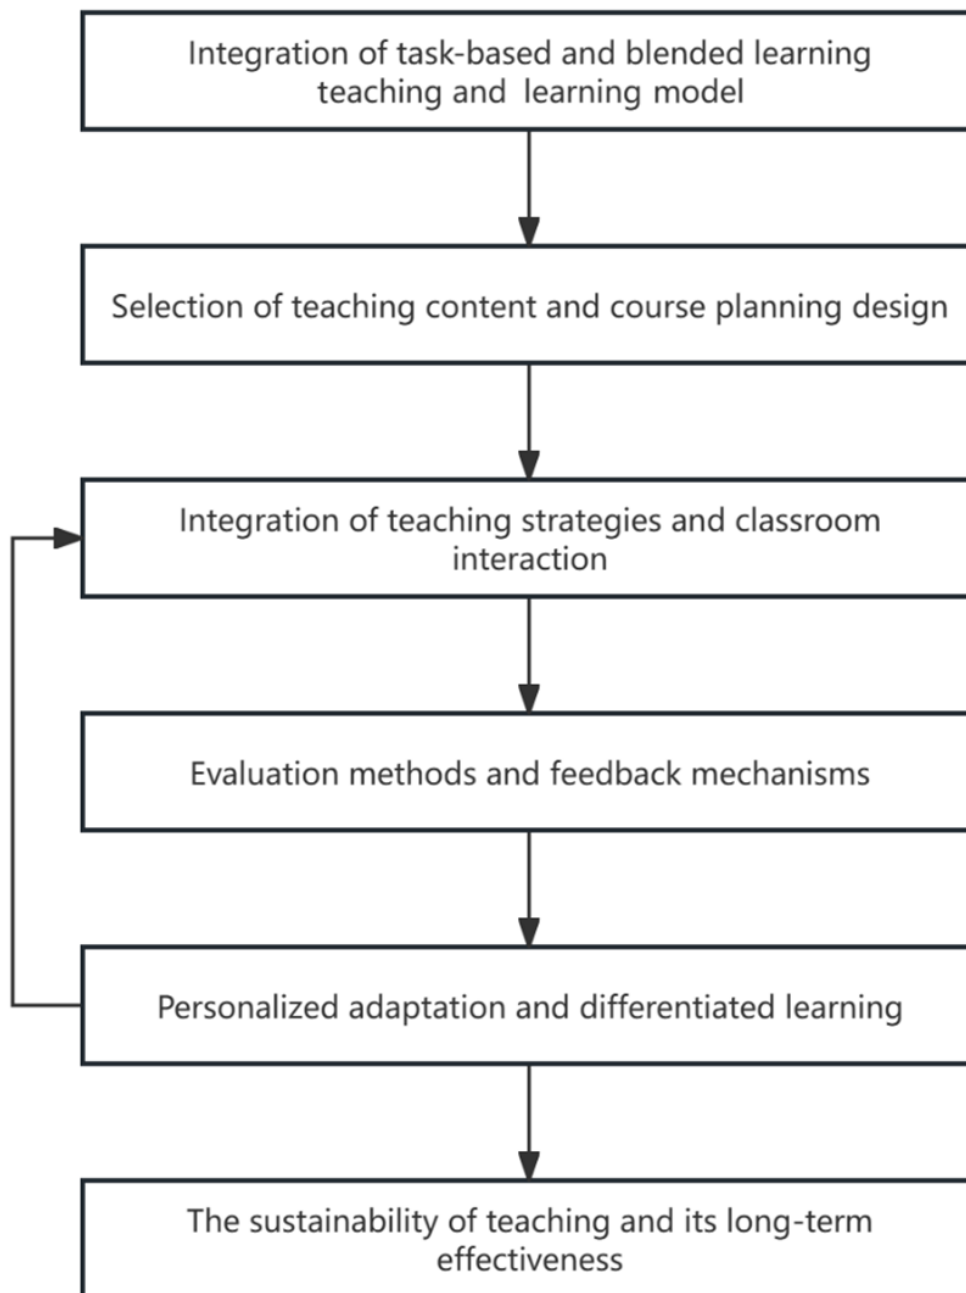 Integration of task-based and blended learning
teaching and learning model
Selection of teaching content and course planning design
Integration of teaching strategies and classroom
interaction
Evaluation methods and feedback mechanisms
Personalized adaptation and differentiated learning
The sustainability of teaching and its long-term
effectiveness